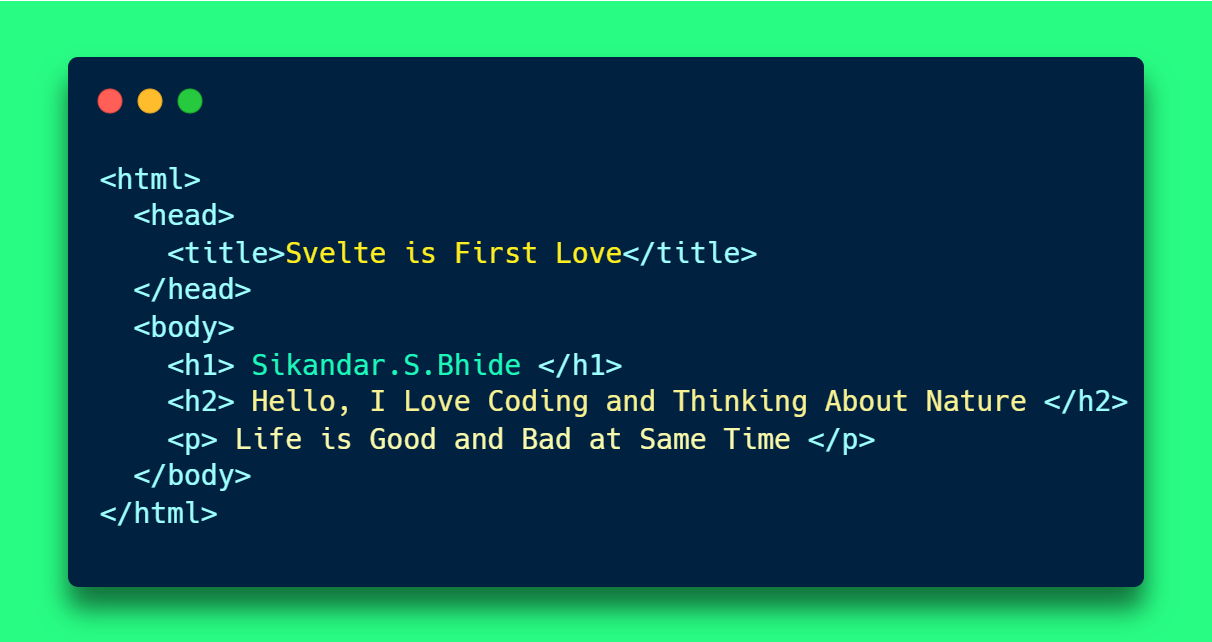 <html>
<head>
<title>Svelte is First Love</title>
</head>
<body>
<h1> Sikandar.S.Bhide </h1>
<h2> Hello, I Love Coding and Thinking About Nature </h2>
<p> Life is Good and Bad at Same Time </p>
</body>
</html>